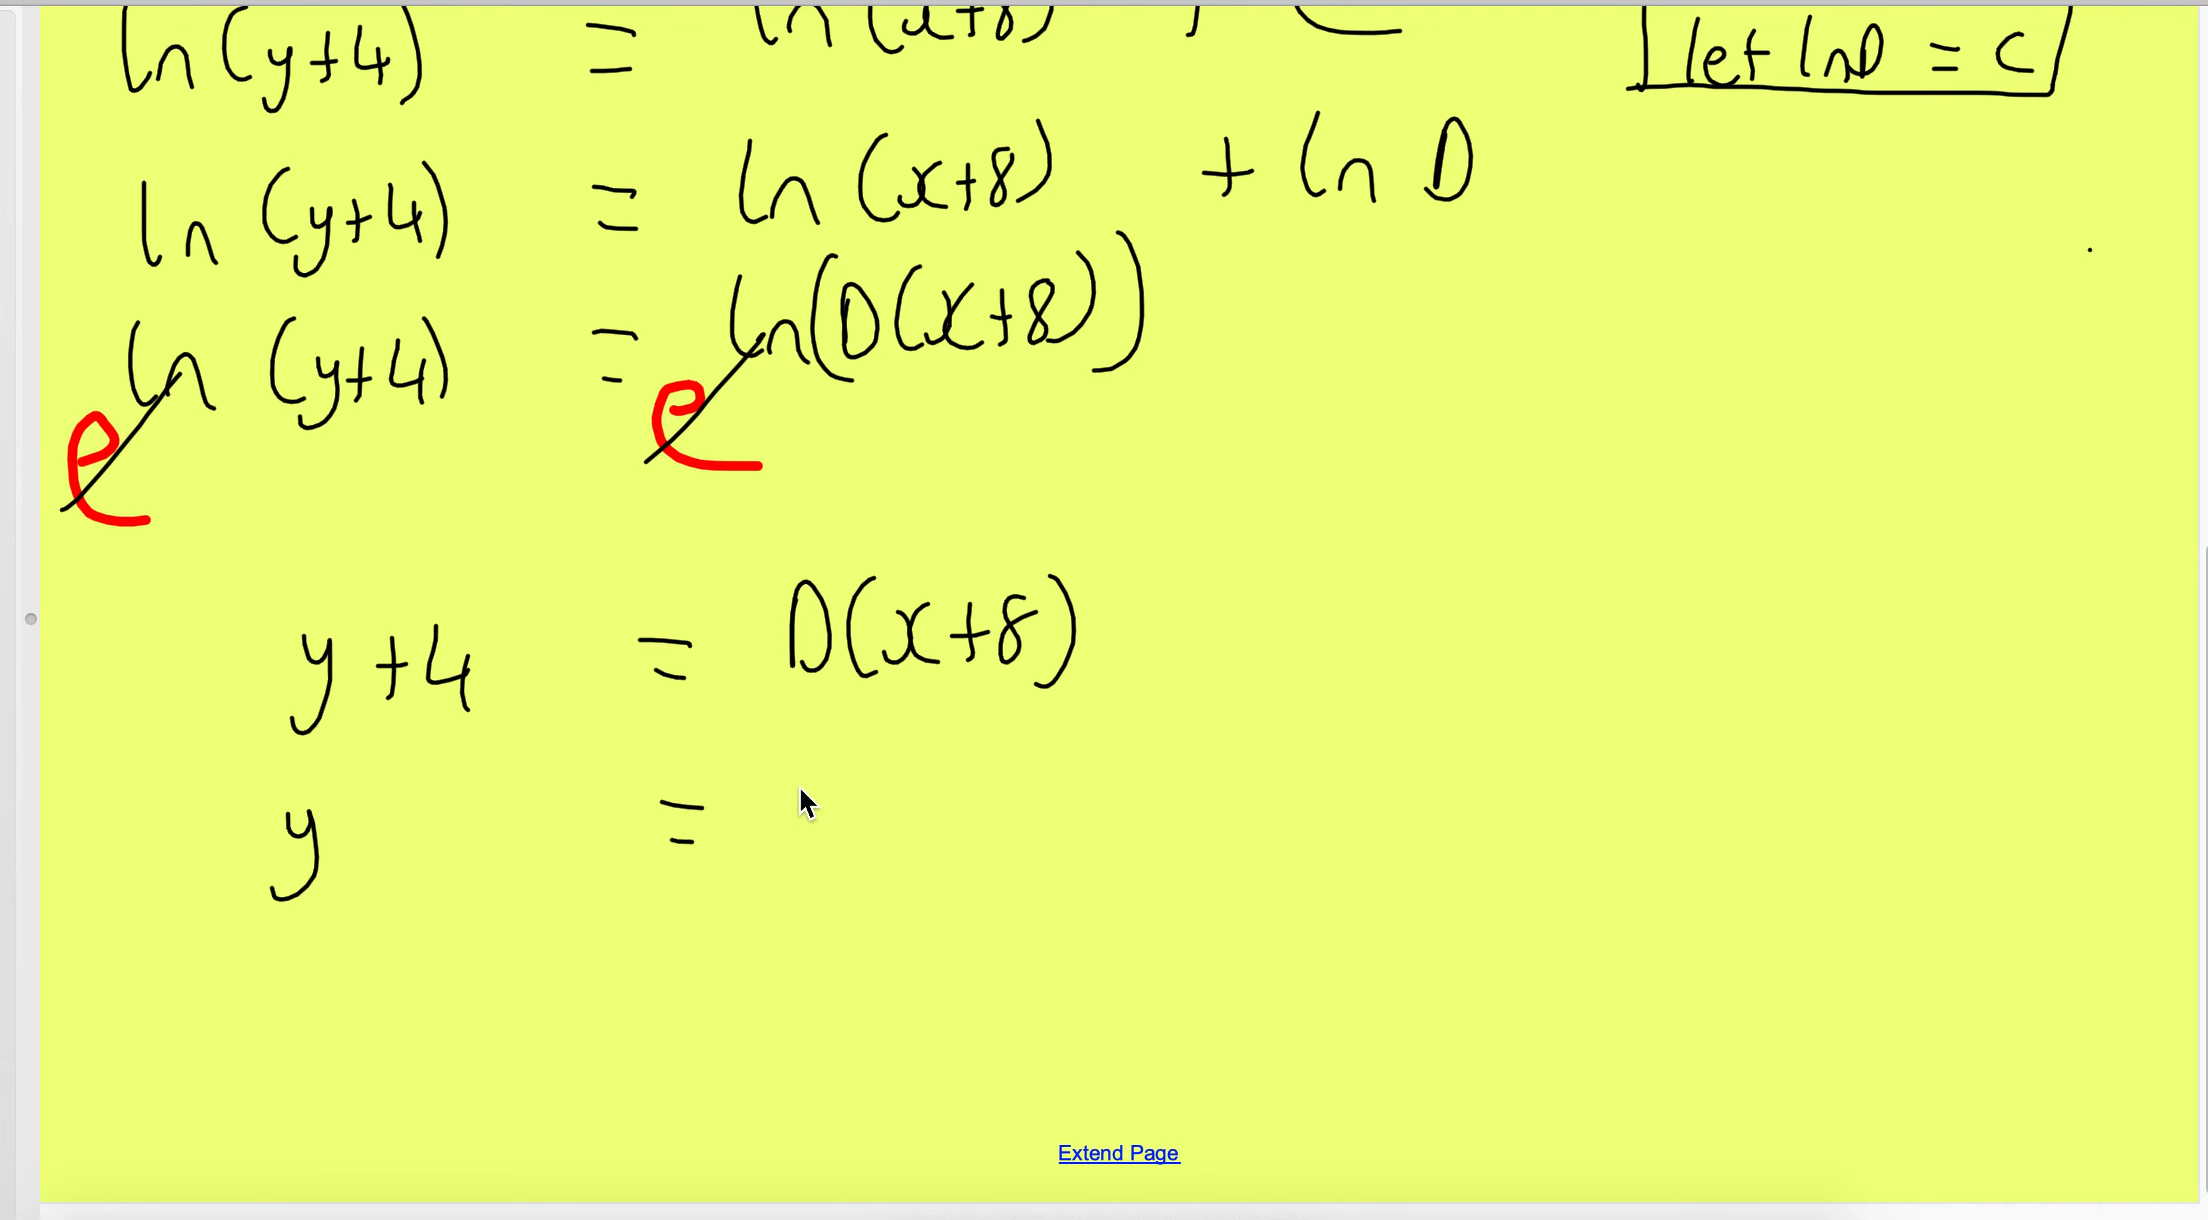 ln(y+4) = ln(x+8) + C
let lnD = C
ln (y+4) = ln (x+8) + ln D
ln (y+4) = ln(D(x+8))
e e
y +4 = D(x+8)
y =
Extend Page